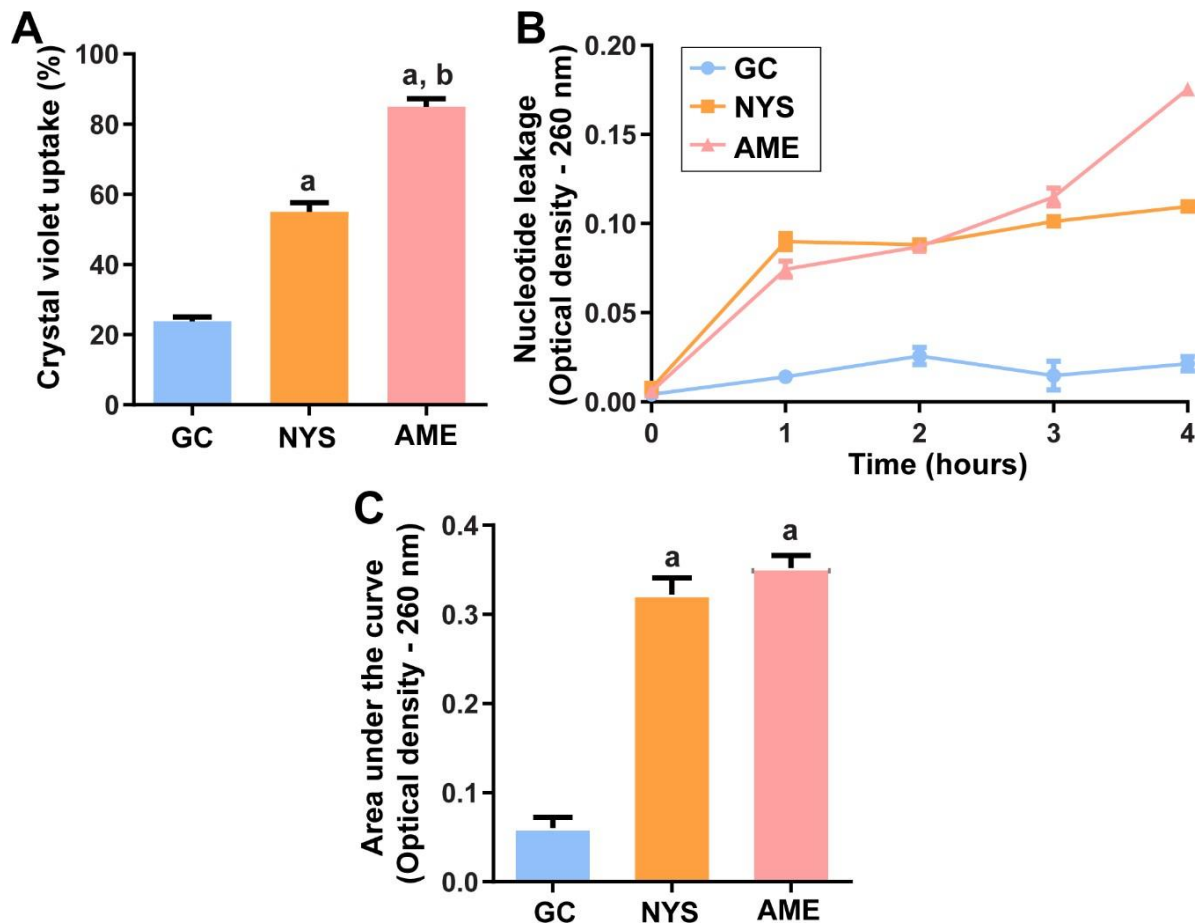 A
Crystal violet uptake (%)
100
80
60
40
20
0
a
a, b
GC
NYS
AME
B
Nucleotide leakage
(Optical density - 260 nm)
0.20
0.15
0.10
0.05
0.00
GC
NYS
AME
0
1
2
3
4
Time (hours)
C
Area under the curve
(Optical density - 260 nm)
0.4
0.3
0.2
0.1
0.0
a
a
GC
NYS
AME